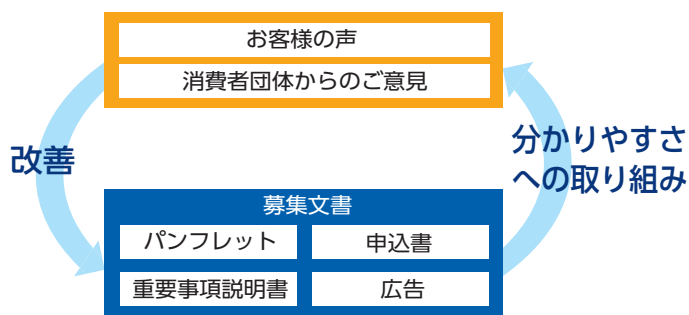 お客様の声
消費者団体からのご意見
改善
分かりやすさ
への取り組み
募集文書
パンフレット
申込書
重要事項説明書
広告